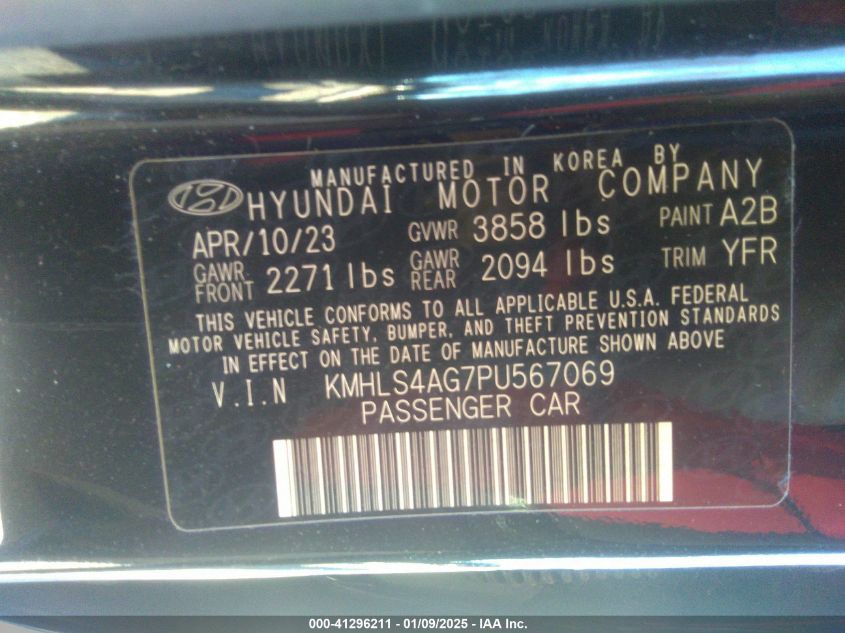 MANUFACTURED IN KOREA BY
HYUNDAI MOTOR COMPANY
APR/10/23 GVWR 3858 lbs PAINT A2B
GAWR FRONT 2271 lbs GAWR REAR 2094 lbs TRIM YFR
THIS VEHICLE CONFORMS TO ALL APPLICABLE U.S.A. FEDERAL
MOTOR VEHICLE SAFETY, BUMPER, AND THEFT PREVENTION STANDARDS
IN EFFECT ON THE DATE OF MANUFACTURE SHOWN ABOVE
V.I.N KMHLS4AG7PU567069
PASSENGER CAR
000-41296211 - 01/09/2025 - IAA Inc.